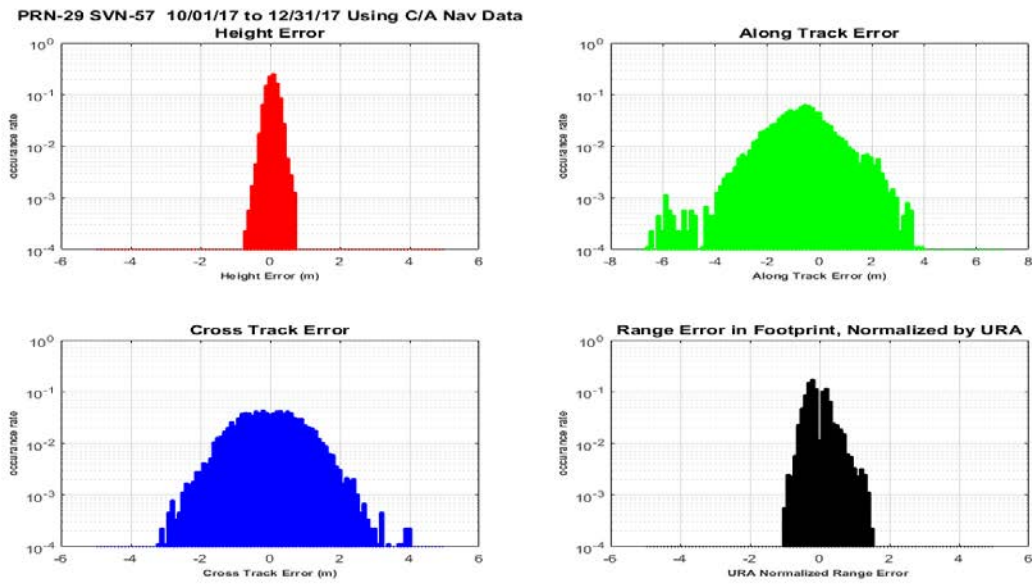 PRN-29 SVN-57 10/01/17 to 12/31/17 Using C/A Nav Data
Height Error
10^0
10^-1
10^-2
10^-3
10^-4
occurance rate
-6 -4 -2 0 2 4 6
Height Error (m)
Along Track Error
10^0
10^-1
10^-2
10^-3
10^-4
occurance rate
-8 -6 -4 -2 0 2 4 6 8
Along Track Error (m)
Cross Track Error
10^0
10^-1
10^-2
10^-3
10^-4
occurance rate
-6 -4 -2 0 2 4 6
Cross Track Error (m)
Range Error in Footprint, Normalized by URA
10^0
10^-1
10^-2
10^-3
10^-4
occurance rate
-6 -4 -2 0 2 4 6
URA Normalized Range Error